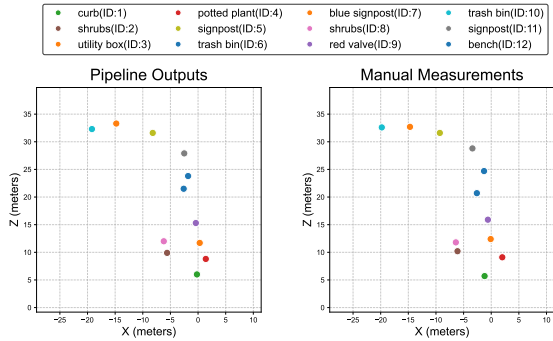 curb(ID:1) potted plant(ID:4) blue signpost(ID:7) trash bin(ID:10)
shrubs(ID:2) signpost(ID:5) shrubs(ID:8) signpost(ID:11)
utility box(ID:3) trash bin(ID:6) red valve(ID:9) bench(ID:12)
Pipeline Outputs
Z (meters)
35
30
25
20
15
10
5
0
−25 −20 −15 −10 −5 0 5 10
X (meters)
Manual Measurements
Z (meters)
35
30
25
20
15
10
5
0
−25 −20 −15 −10 −5 0 5 10
X (meters)